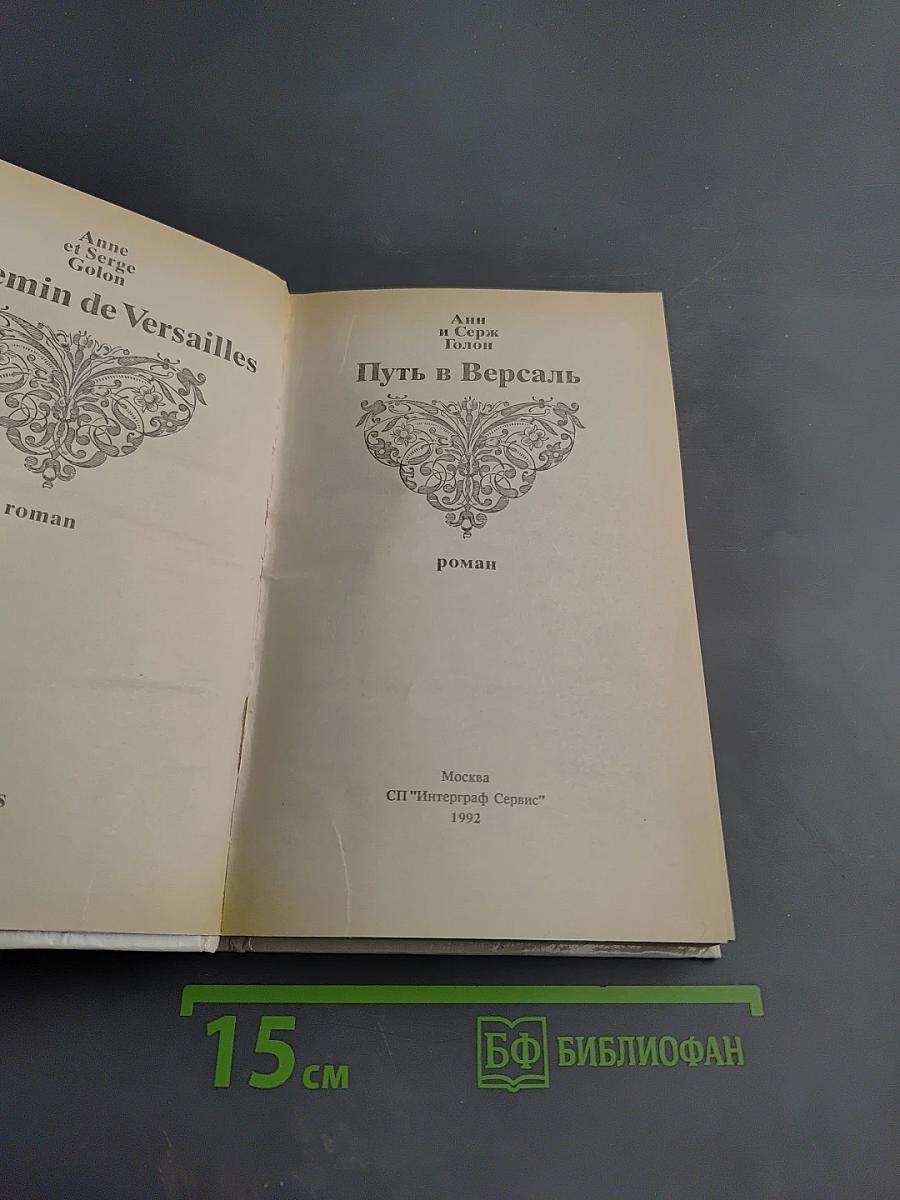 Anne
et Serge
Golon
de Versailles
roman
Анн
и Серж
Голон
Путь в Версаль
роман
Москва
СП "Интерграф Сервис"
1992
15 см
БФ БИБЛИОФАН